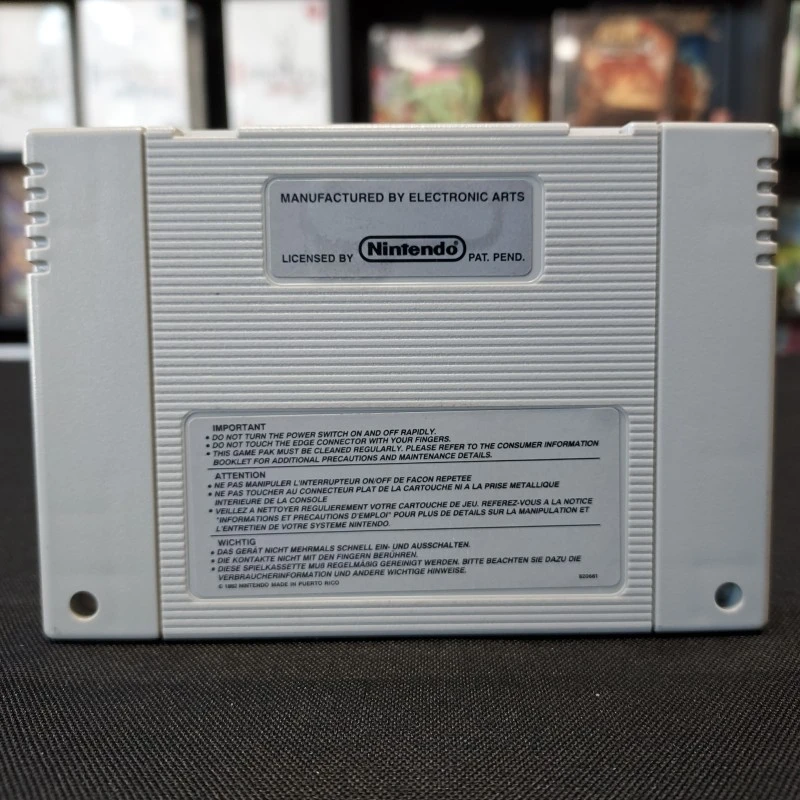 MANUFACTURED BY ELECTRONIC ARTS
LICENSED BY Nintendo® PAT. PEND.
IMPORTANT
• DO NOT TURN THE POWER SWITCH ON AND OFF RAPIDLY.
• DO NOT TOUCH THE EDGE CONNECTOR WITH YOUR FINGERS.
• THIS GAME PAK MUST BE CLEANED REGULARLY. PLEASE REFER TO THE CONSUMER INFORMATION
BOOKLET FOR ADDITIONAL PRECAUTIONS AND MAINTENANCE DETAILS.
ATTENTION
• NE PAS MANIPULER L'INTERRUPTEUR ON/OFF DE FACON REPETEE
• NE PAS TOUCHER AU CONNECTEUR PLAT DE LA CARTOUCHE NI A LA PRISE METALLIQUE
INTERIEURE DE LA CONSOLE
• VEILLEZ A NETTOYER REGULIEREMENT VOTRE CARTOUCHE DE JEU. REFEREZ-VOUS A LA NOTICE
"INFORMATIONS ET PRECAUTIONS D'EMPLOI" POUR PLUS DE DETAILS SUR LA MANIPULATION ET
L'ENTRETIEN DE VOTRE SYSTEME NINTENDO.
WICHTIG
• DAS GERÄT NICHT MEHRMALS SCHNELL EIN- UND AUSSCHALTEN.
• DIE KONTAKTE NICHT MIT DEN FINGERN BERÜHREN.
• DIESE SPIELKASSETTE MUß REGELMÄßIG GEREINIGT WERDEN. BITTE BEACHTEN SIE DAZU DIE
VERBRAUCHERINFORMATION UND ANDERE WICHTIGE HINWEISE.
© 1992 NINTENDO MADE IN PUERTO RICO